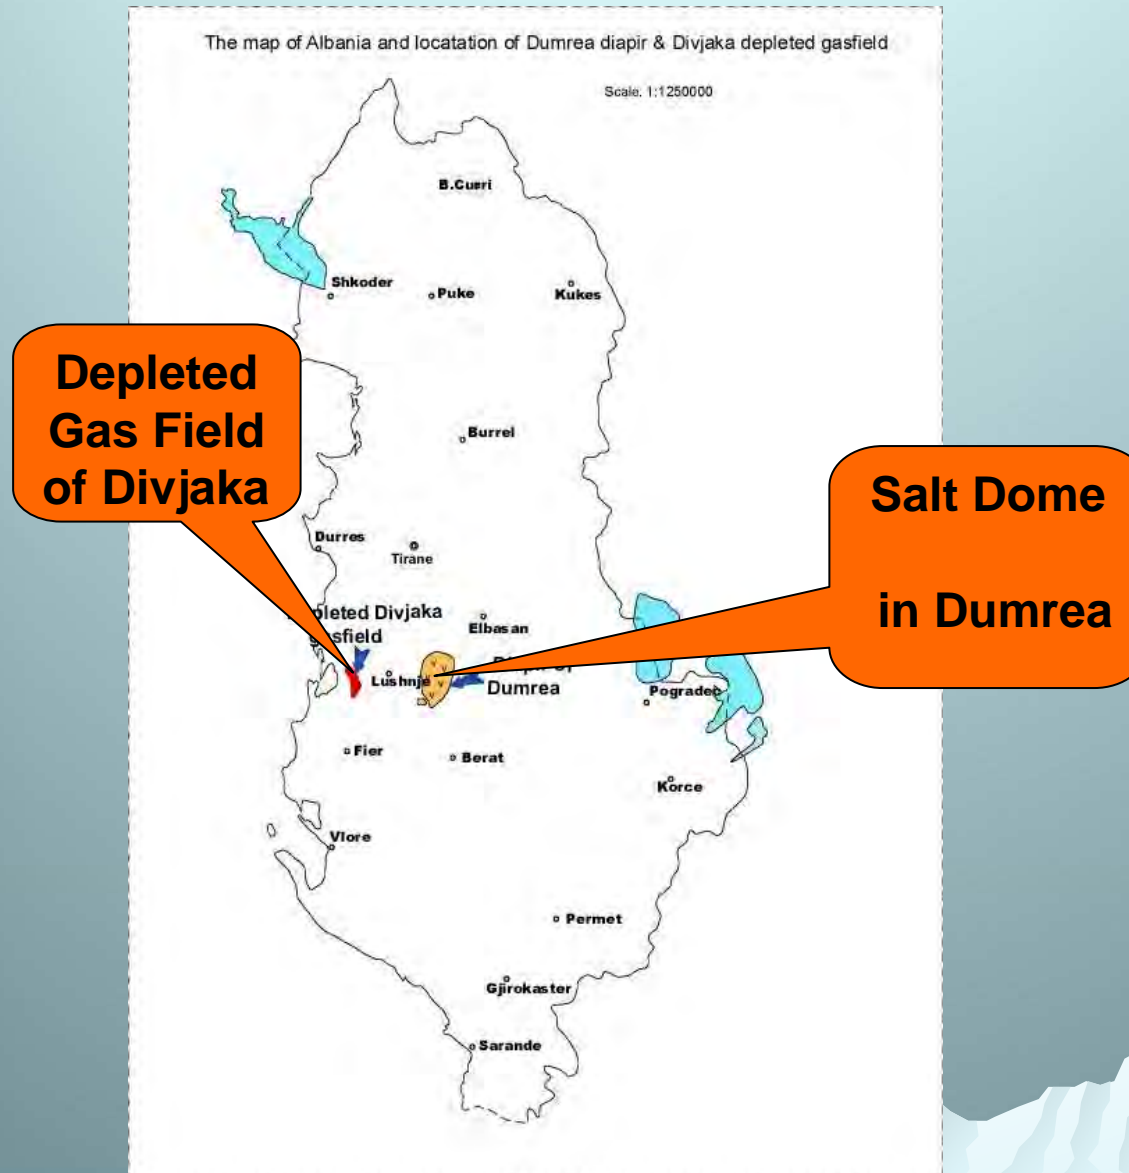 The map of Albania and locatation of Dumrea diapir & Divjaka depleted gasfield
Scale. 1:1250000
B.Curri
Shkoder
Puke
Kukes
Depleted
Gas Field
of Divjaka
Burrel
Salt Dome
in Dumrea
Durres
Tirane
Divjaka
Elbasan
Lushnje
Dumrea
Pogradec
Fier
Berat
Korce
Vlore
Permet
Gjirokaster
Sarande